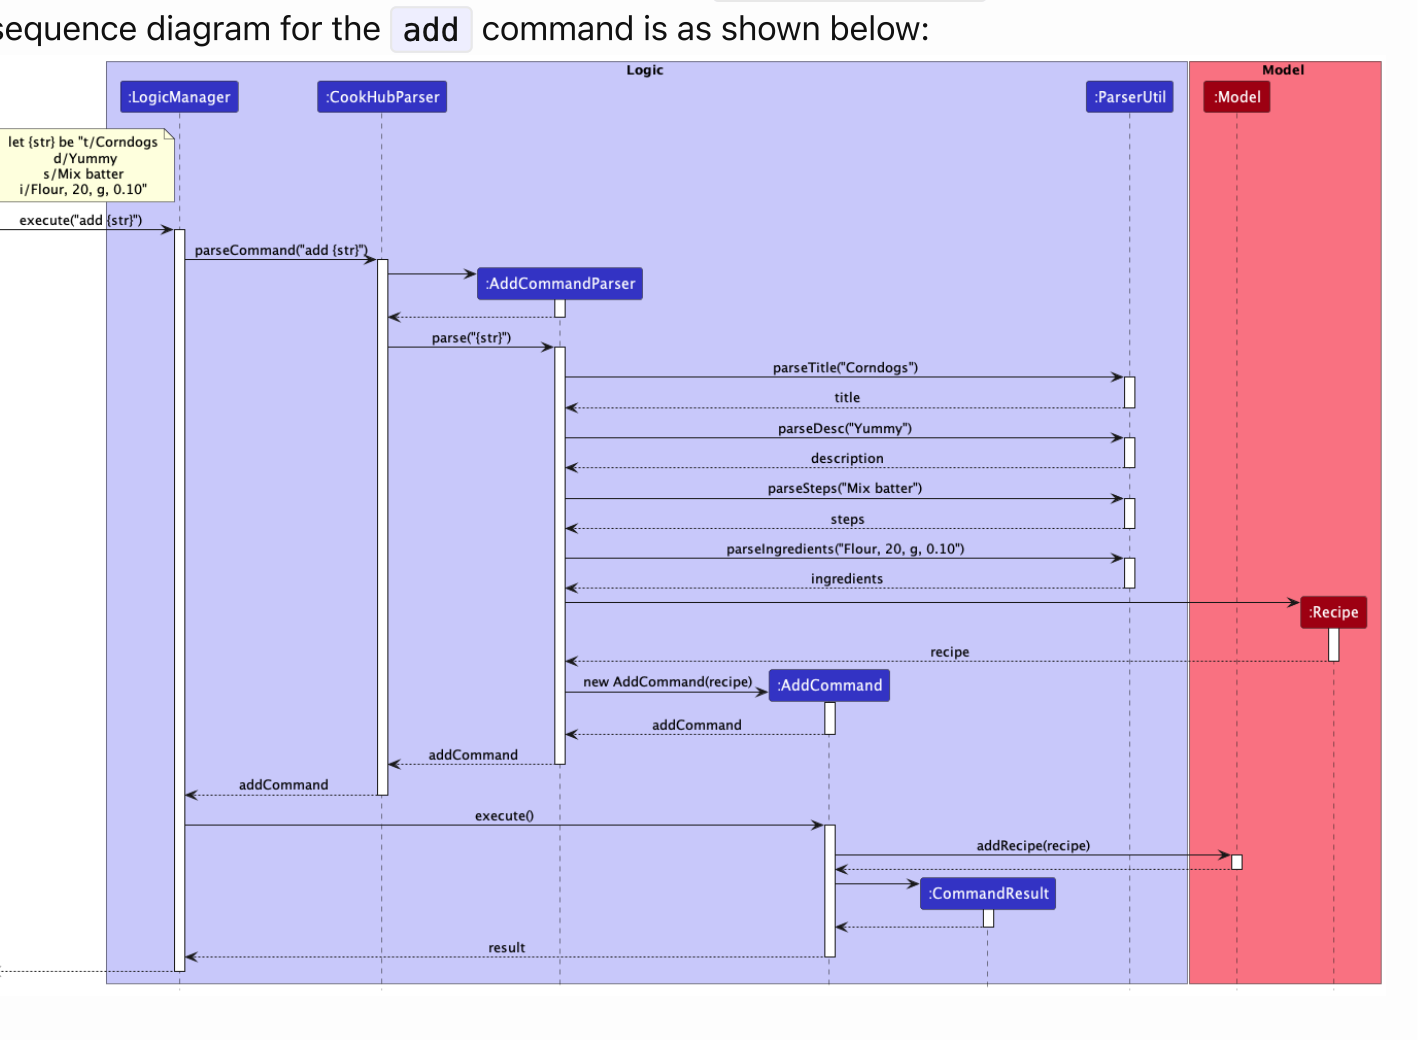 sequence diagram for the add command is as shown below:
Logic
Model
:LogicManager
:CookHubParser
:ParserUtil
:Model
let {str} be "t/Corndogs
d/Yummy
s/Mix batter
i/Flour, 20, g, 0.10"
execute("add {str}")
parseCommand("add {str}")
:AddCommandParser
parse("{str}")
parseTitle("Corndogs")
title
parseDesc("Yummy")
description
parseSteps("Mix batter")
steps
parseIngredients("Flour, 20, g, 0.10")
ingredients
:Recipe
recipe
new AddCommand(recipe)
:AddCommand
addCommand
addCommand
addCommand
execute()
addRecipe(recipe)
:CommandResult
result